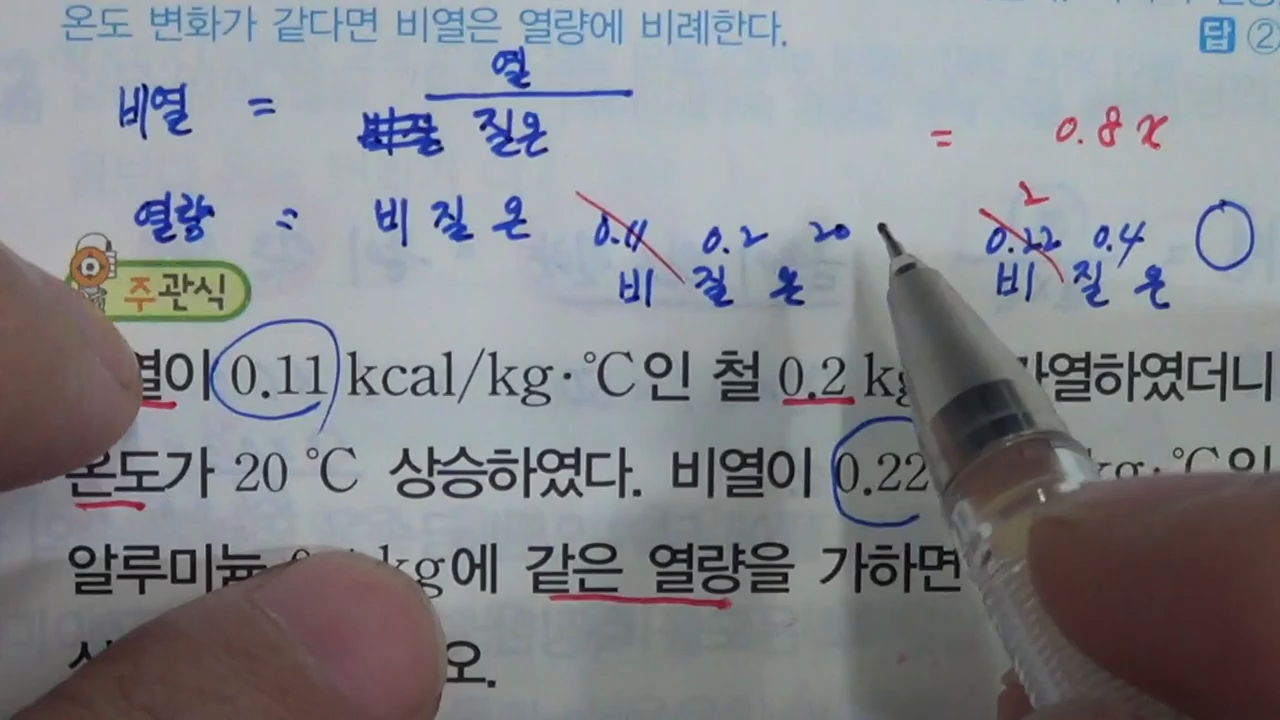 온도 변화가 같다면 비열은 열량에 비례한다.
답 ②
비열 = 열
질온
= 0.8x
열량 = 비 질 온
0.11 0.2 20
비 질 온
2
0.22 0.4
비 질 온
주관식
열이 0.11 kcal/kg·℃인 철 0.2 kg 가열하였더니
온도가 20 ℃ 상승하였다. 비열이 0.22 kg·℃인
알루미늄 kg에 같은 열량을 가하면
오.